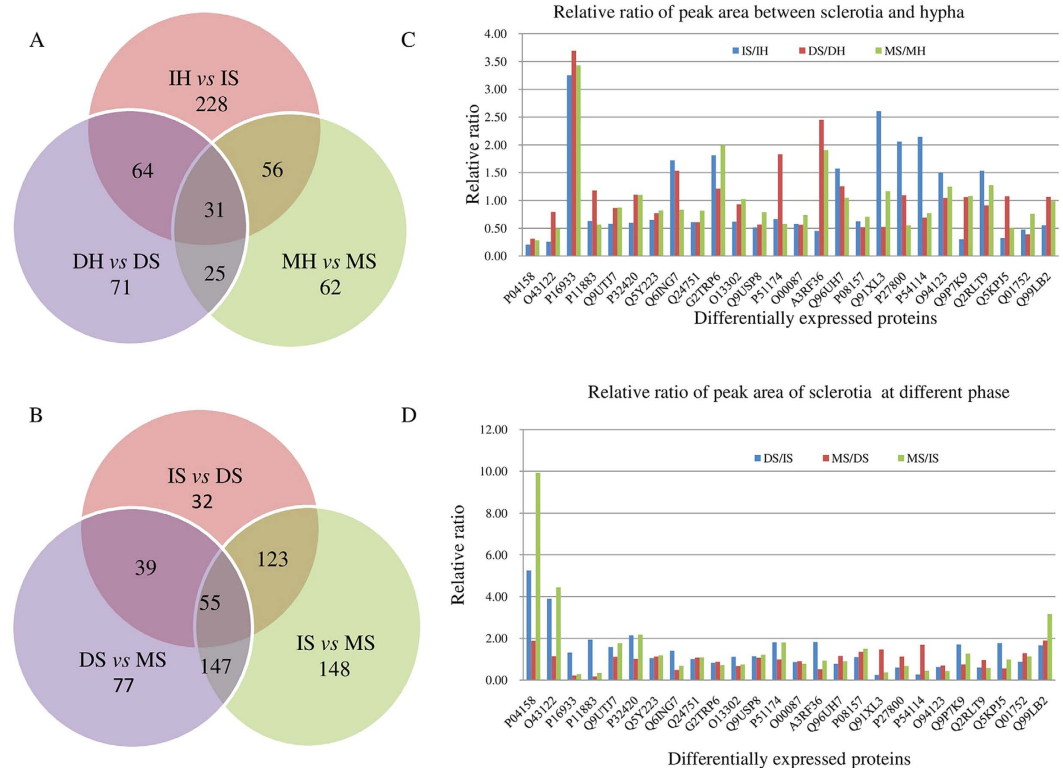 A
IH vs IS
228
64
56
31
DH vs DS
71
25
MH vs MS
62
C
Relative ratio of peak area between sclerotia and hypha
IS/IH DS/DH MS/MH
4.00
3.50
3.00
2.50
2.00
1.50
1.00
0.50
0.00
Relative ratio
P04158 O43122 P16933 P11883 Q9UTJ7 P32420 Q5Y223 Q6ING7 Q24751 G2TRP6 O13302 Q9USP8 P51174 O00087 A3RF36 Q96UH7 P08157 Q91XL3 P27800 P54114 O94123 Q9P7K9 Q2RLT9 Q5KPJ5 Q01752 Q99LB2
Differentially expressed proteins
B
IS vs DS
32
39
123
55
DS vs MS
77
147
IS vs MS
148
D
Relative ratio of peak area of sclerotia at different phase
DS/IS MS/DS MS/IS
12.00
10.00
8.00
6.00
4.00
2.00
0.00
Relative ratio
P04158 O43122 P16933 P11883 Q9UTJ7 P32420 Q5Y223 Q6ING7 Q24751 G2TRP6 O13302 Q9USP8 P51174 O00087 A3RF36 Q96UH7 P08157 Q91XL3 P27800 P54114 O94123 Q9P7K9 Q2RLT9 Q5KPJ5 Q01752 Q99LB2
Differentially expressed proteins